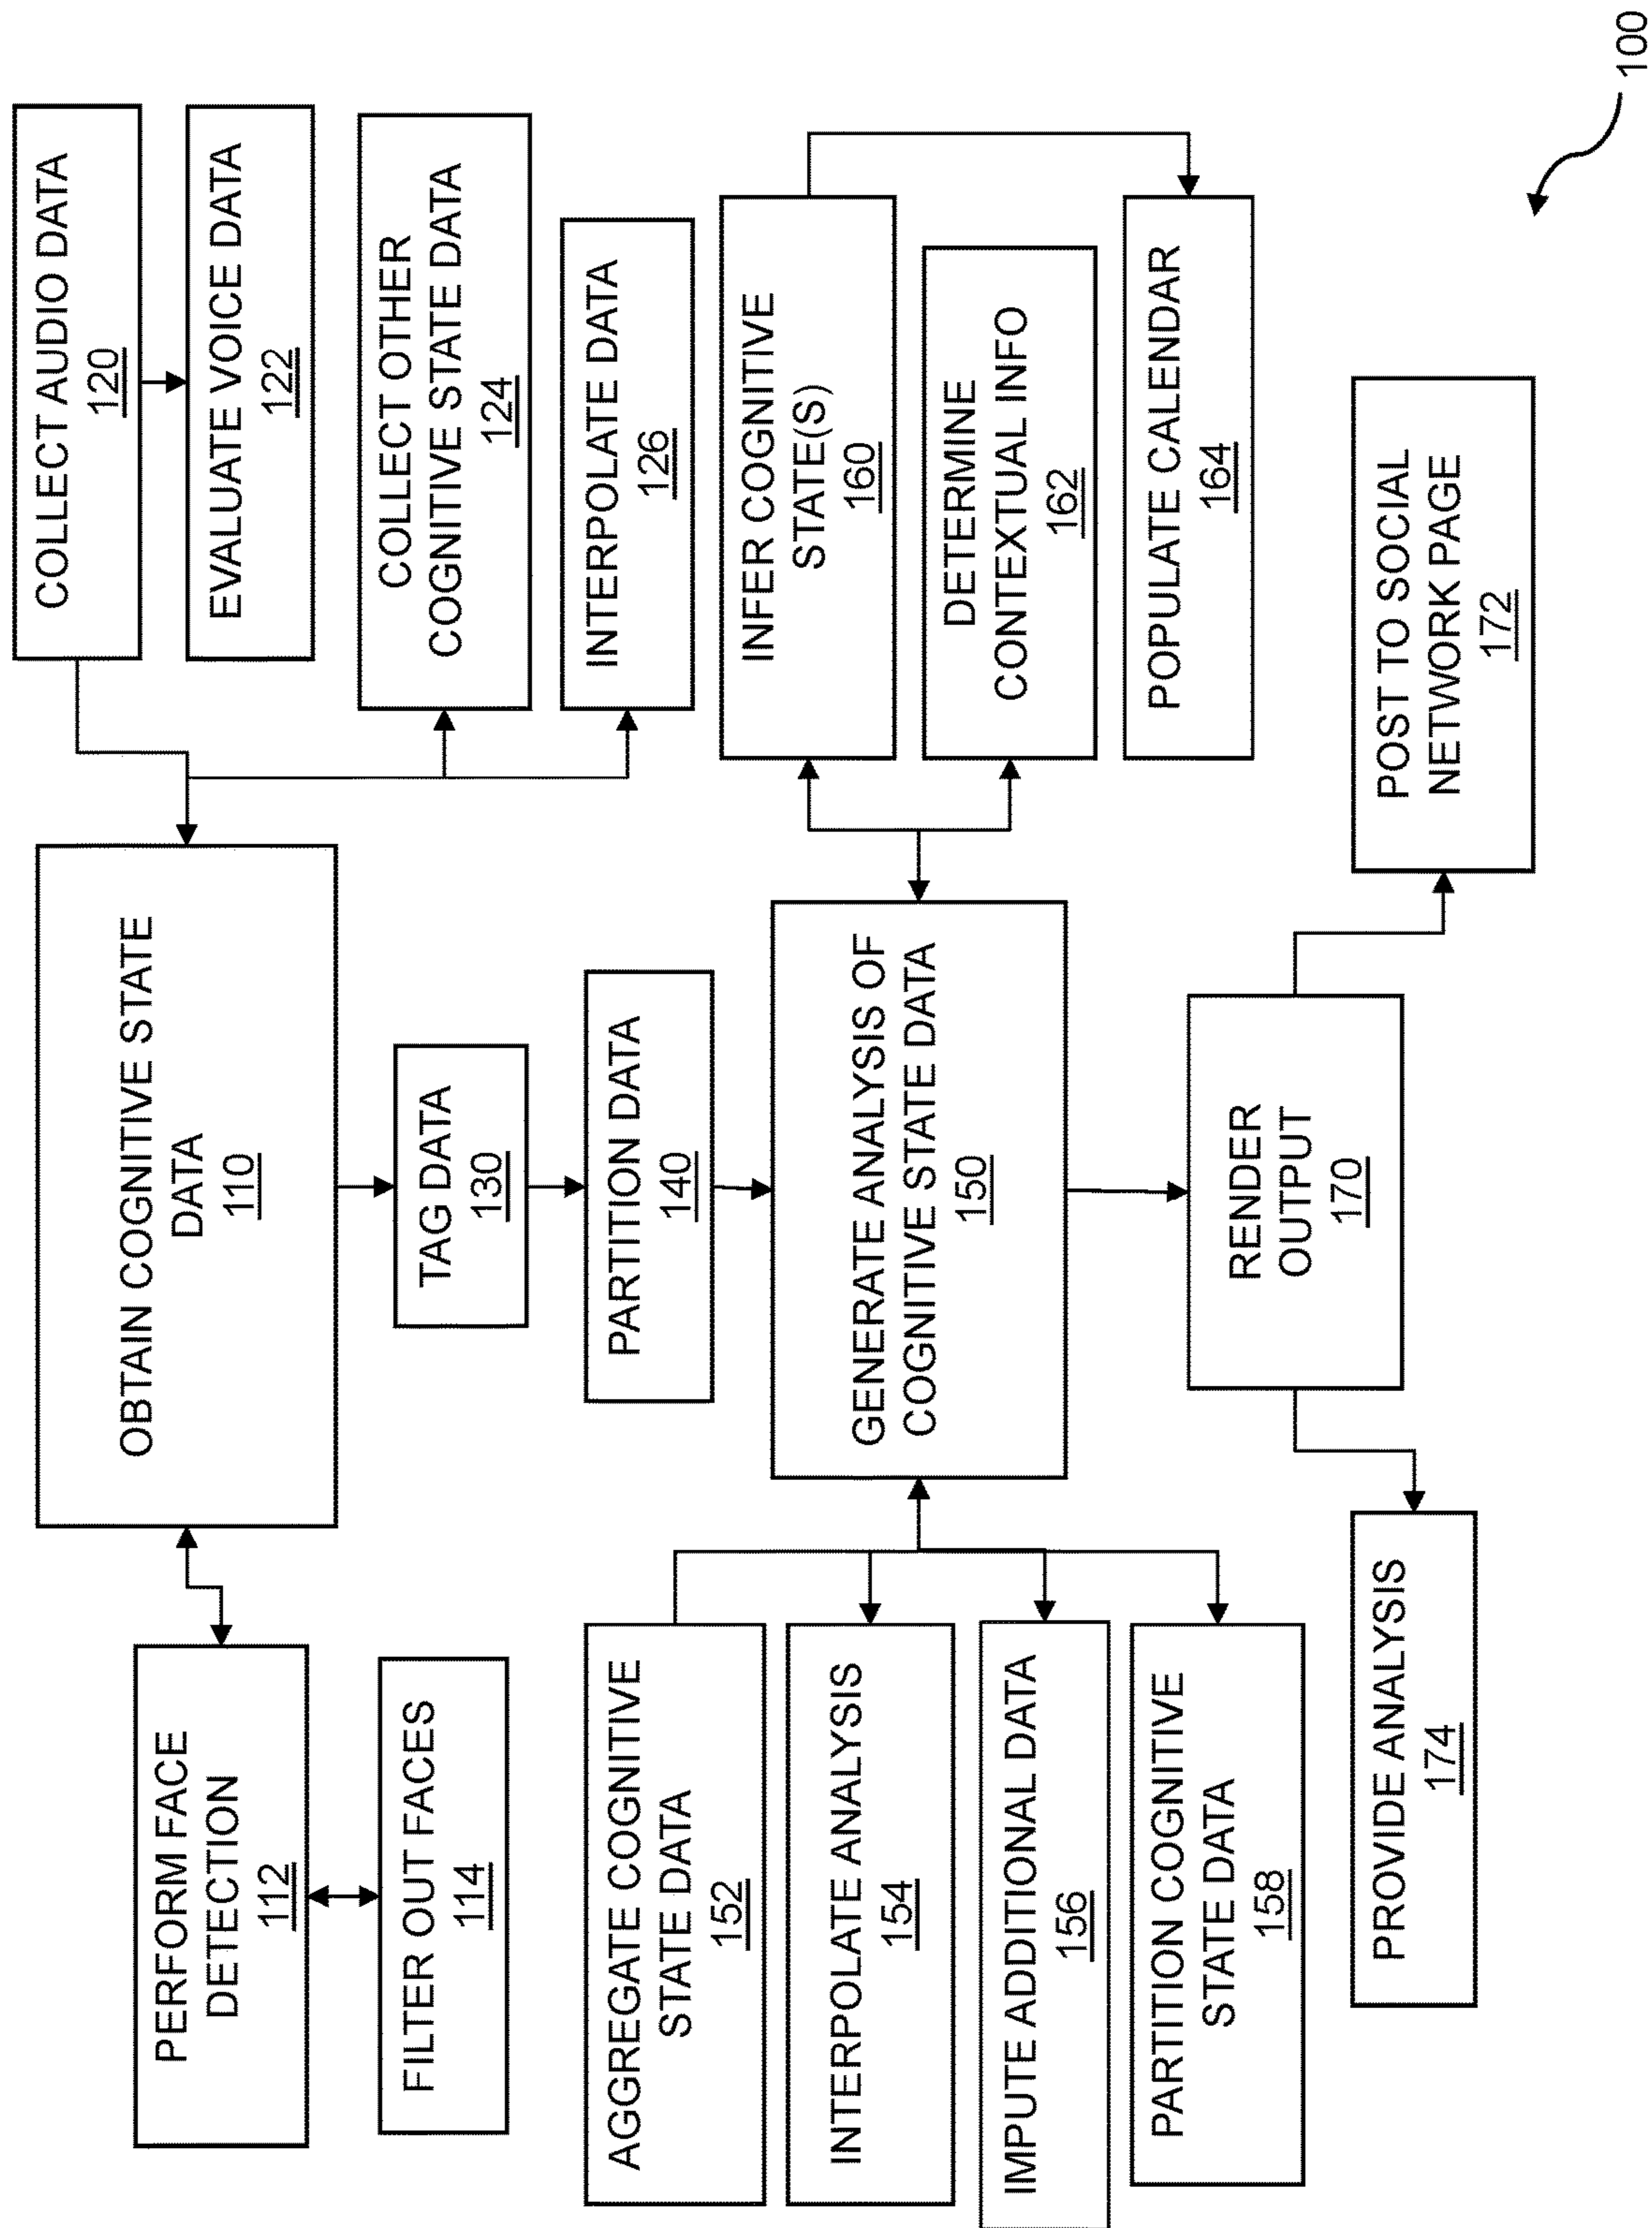 COLLECT AUDIO DATA
120
EVALUATE VOICE DATA
122
COLLECT OTHER
COGNITIVE STATE DATA
124
INTERPOLATE DATA
126
OBTAIN COGNITIVE STATE
DATA
110
PERFORM FACE
DETECTION
112
FILTER OUT FACES
114
TAG DATA
130
PARTITION DATA
140
GENERATE ANALYSIS OF
COGNITIVE STATE DATA
150
AGGREGATE COGNITIVE
STATE DATA
152
INTERPOLATE ANALYSIS
154
IMPUTE ADDITIONAL DATA
156
PARTITION COGNITIVE
STATE DATA
158
INFER COGNITIVE
STATE(S)
160
DETERMINE
CONTEXTUAL INFO
162
POPULATE CALENDAR
164
RENDER
OUTPUT
170
POST TO SOCIAL
NETWORK PAGE
172
PROVIDE ANALYSIS
174
100